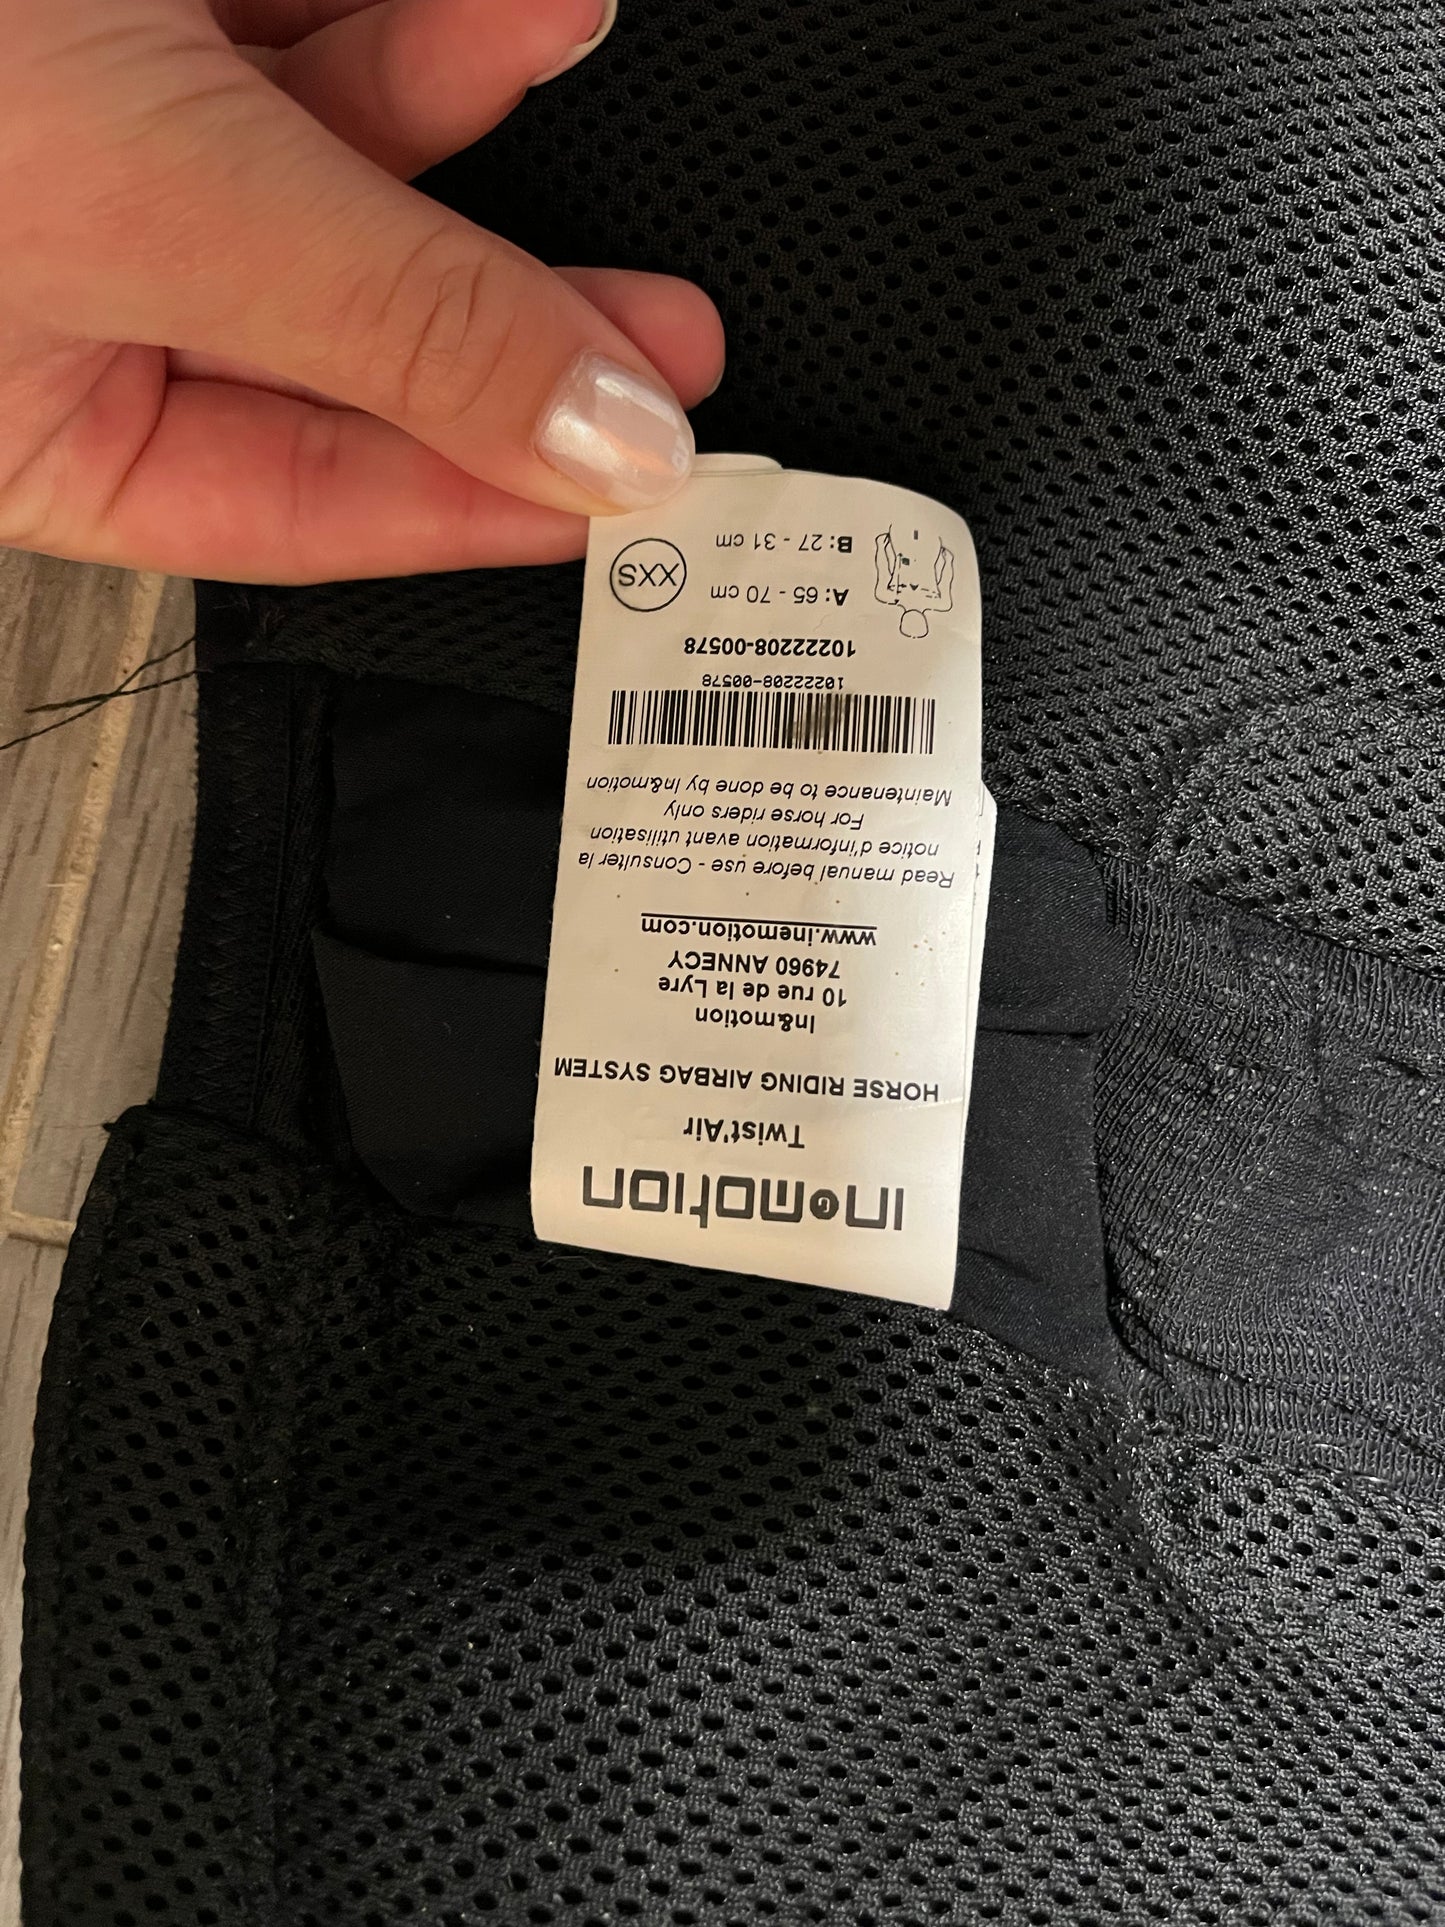 in&motion
Twist'Air
HORSE RIDING AIRBAG SYSTEM
In&motion
10 rue de la Lyre
74960 ANNECY
www.inemotion.com
Read manual before use - Consulter la
notice d'information avant utilisation
For horse riders only
Maintenance to be done by In&motion
10222208-00578
10222208-00578
A: 65 - 70 cm
B: 27 - 31 cm
XXS